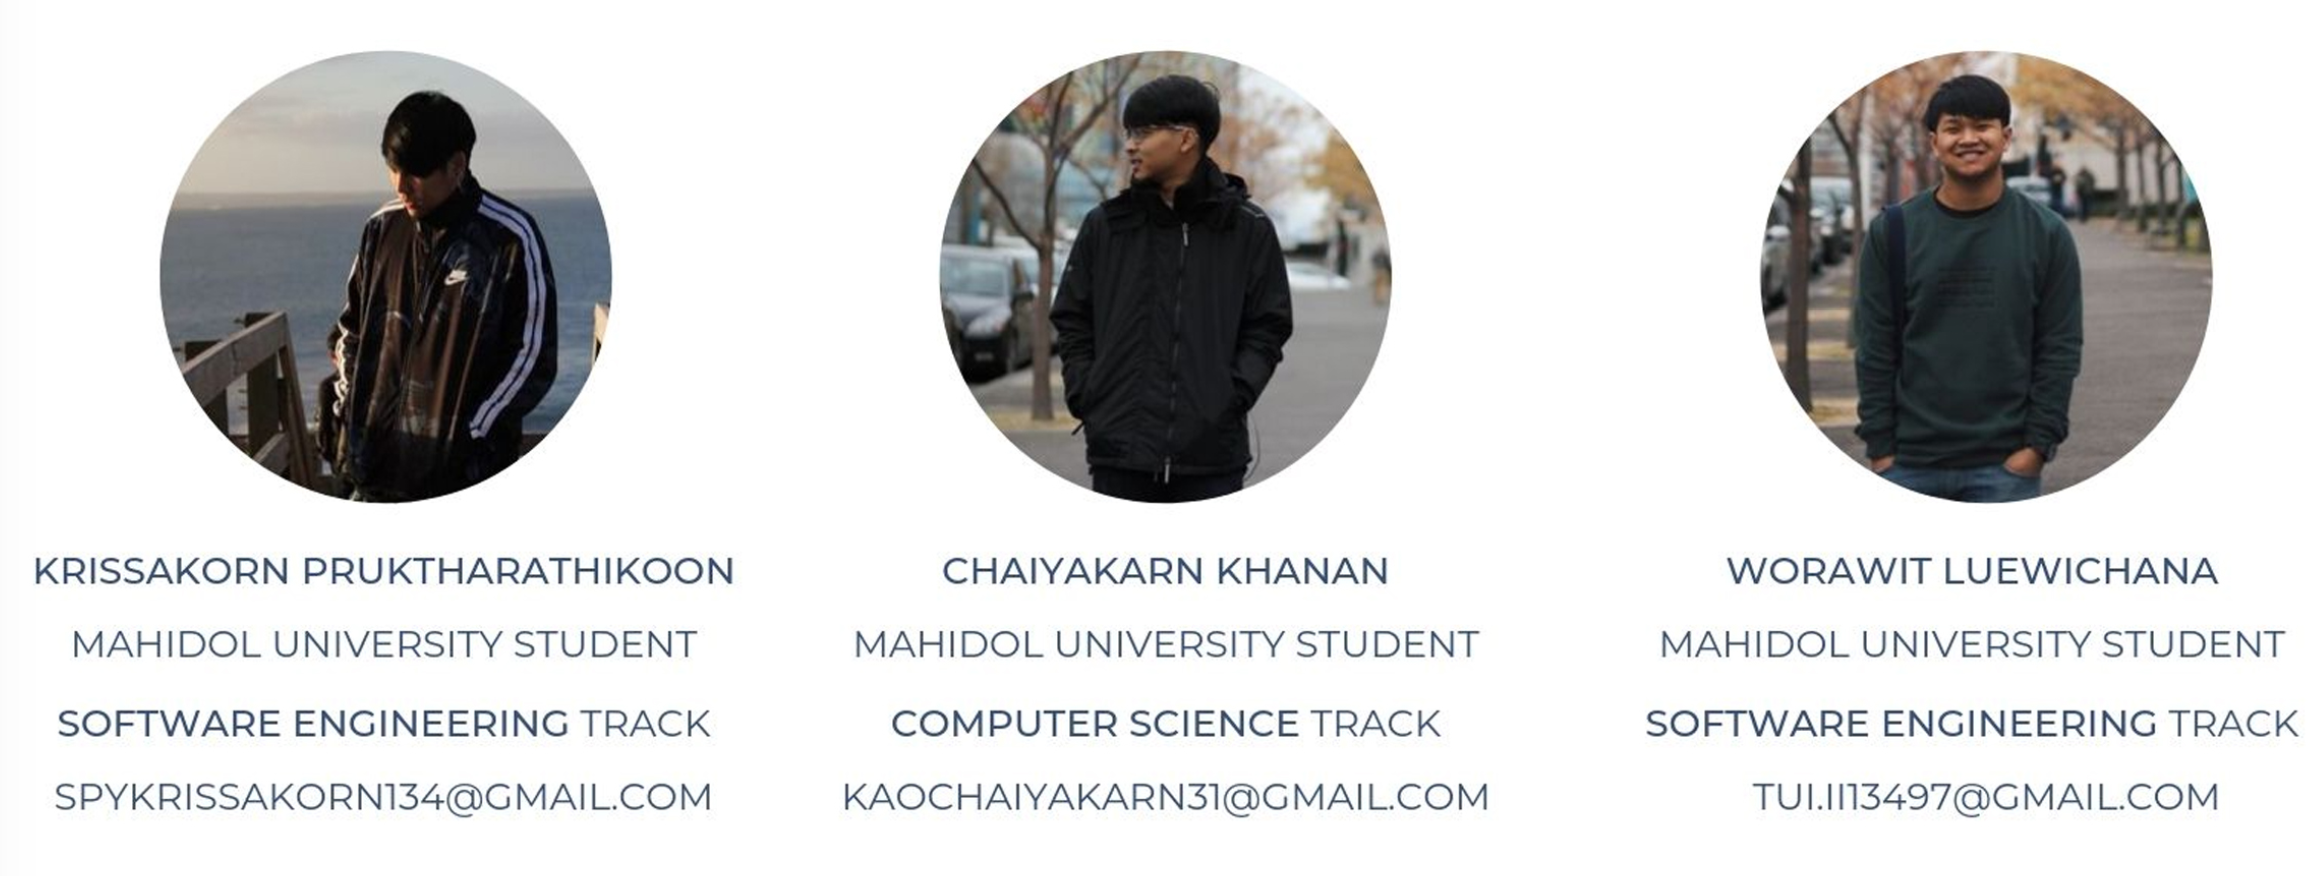 KRISSAKORN PRUKTHARATHIKOON
MAHIDOL UNIVERSITY STUDENT
SOFTWARE ENGINEERING TRACK
SPYKRISSAKORN134@GMAIL.COM
CHAIYAKARN KHANAN
MAHIDOL UNIVERSITY STUDENT
COMPUTER SCIENCE TRACK
KAOCHAIYAKARN31@GMAIL.COM
WORAWIT LUEWICHANA
MAHIDOL UNIVERSITY STUDENT
SOFTWARE ENGINEERING TRACK
TUI.II13497@GMAIL.COM